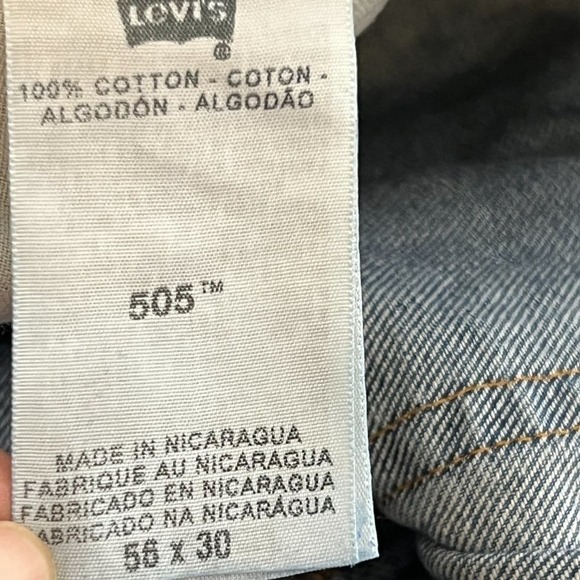 Levi's
®
100% COTTON - COTON -
ALGODÓN - ALGODÃO
505™
MADE IN NICARAGUA
FABRIQUE AU NICARAGUA
FABRICADO EN NICARAGUA
FABRICADO NA NICARÁGUA
56 X 30